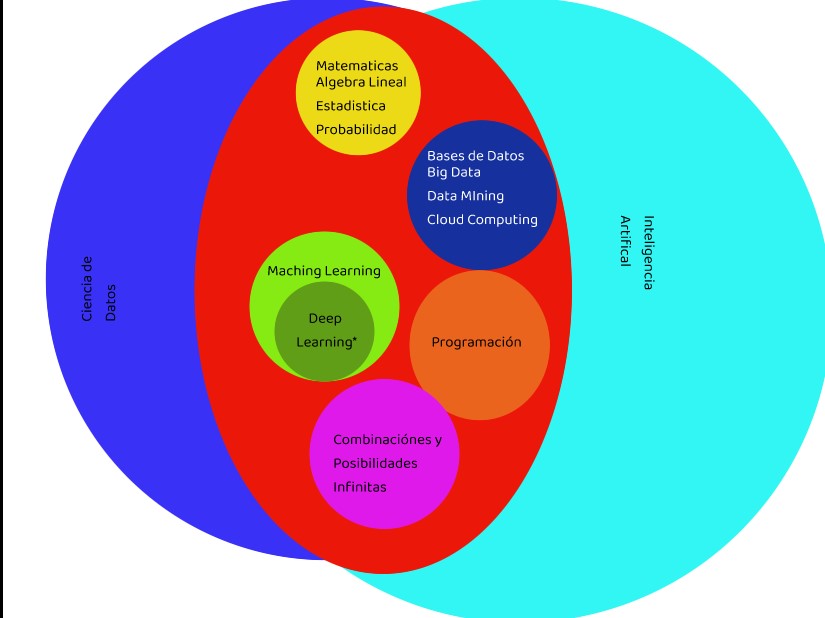 Matematicas
Algebra Lineal
Estadistica
Probabilidad
Bases de Datos
Big Data
Data MIning
Cloud Computing
Ciencia de
Datos
Inteligencia
Artifical
Maching Learning
Deep
Learning*
Programación
Combinaciónes y
Posibilidades
Infinitas